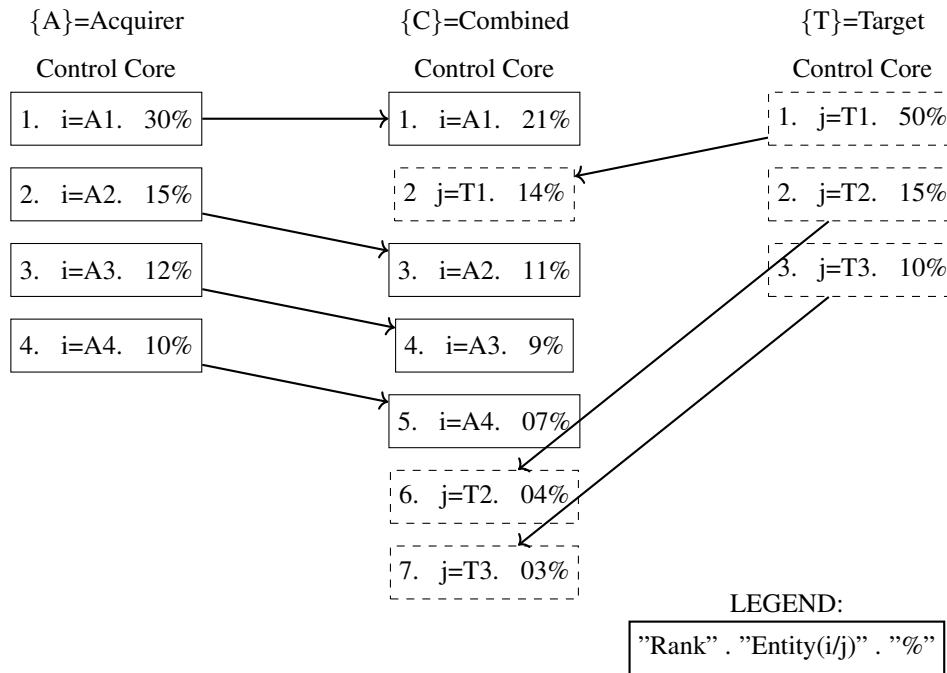 {A}=Acquirer
Control Core
1. i=A1. 30%
2. i=A2. 15%
3. i=A3. 12%
4. i=A4. 10%
{C}=Combined
Control Core
1. i=A1. 21%
2 j=T1. 14%
3. i=A2. 11%
4. i=A3. 9%
5. i=A4. 07%
6. j=T2. 04%
7. j=T3. 03%
{T}=Target
Control Core
1. j=T1. 50%
2. j=T2. 15%
3. j=T3. 10%
LEGEND:
”Rank” . ”Entity(i/j)” . ”%”